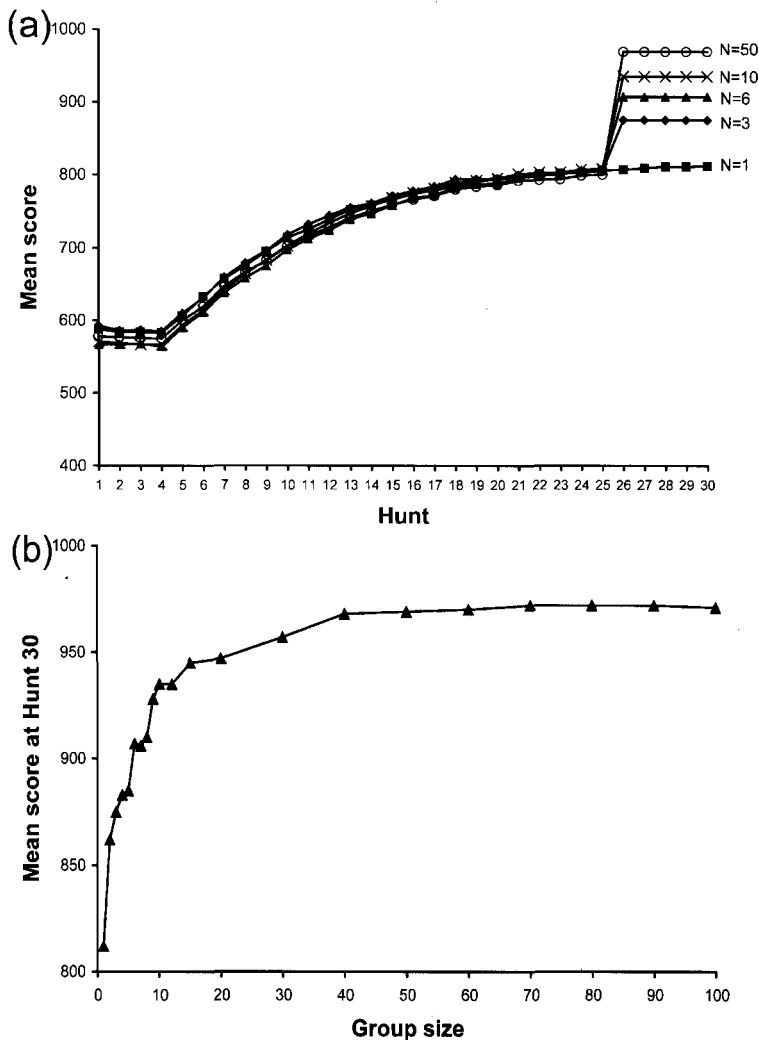 (a)
1000
900
800
700
600
500
400
Mean score
N=50
N=10
N=6
N=3
N=1
1 2 3 4 5 6 7 8 9 10 11 12 13 14 15 16 17 18 19 20 21 22 23 24 25 26 27 28 29 30
Hunt
(b)
1000
950
900
850
800
Mean score at Hunt 30
0 10 20 30 40 50 60 70 80 90 100
Group size